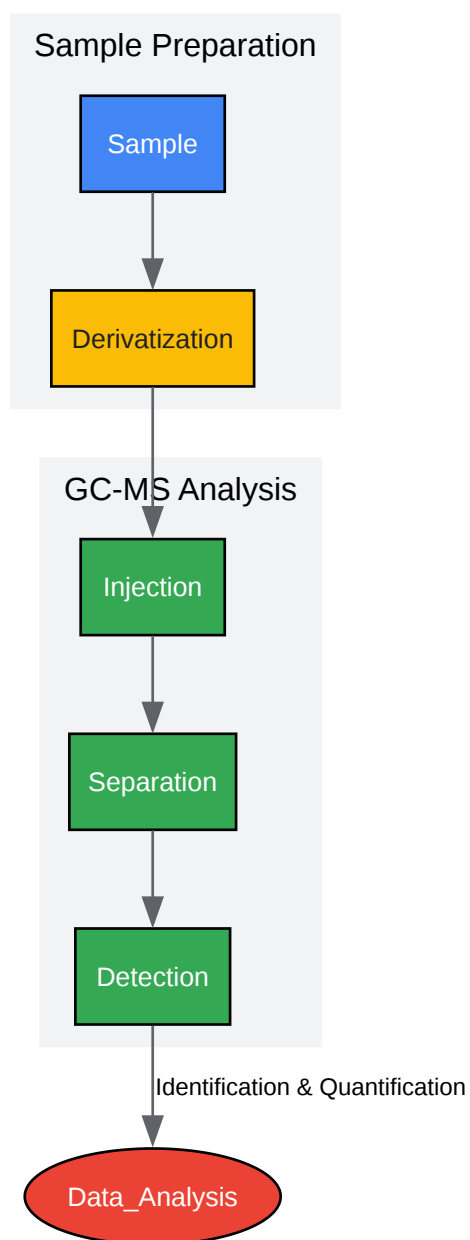 Sample Preparation
Sample
Derivatization
GC-MS Analysis
Injection
Separation
Detection
Identification & Quantification
Data_Analysis